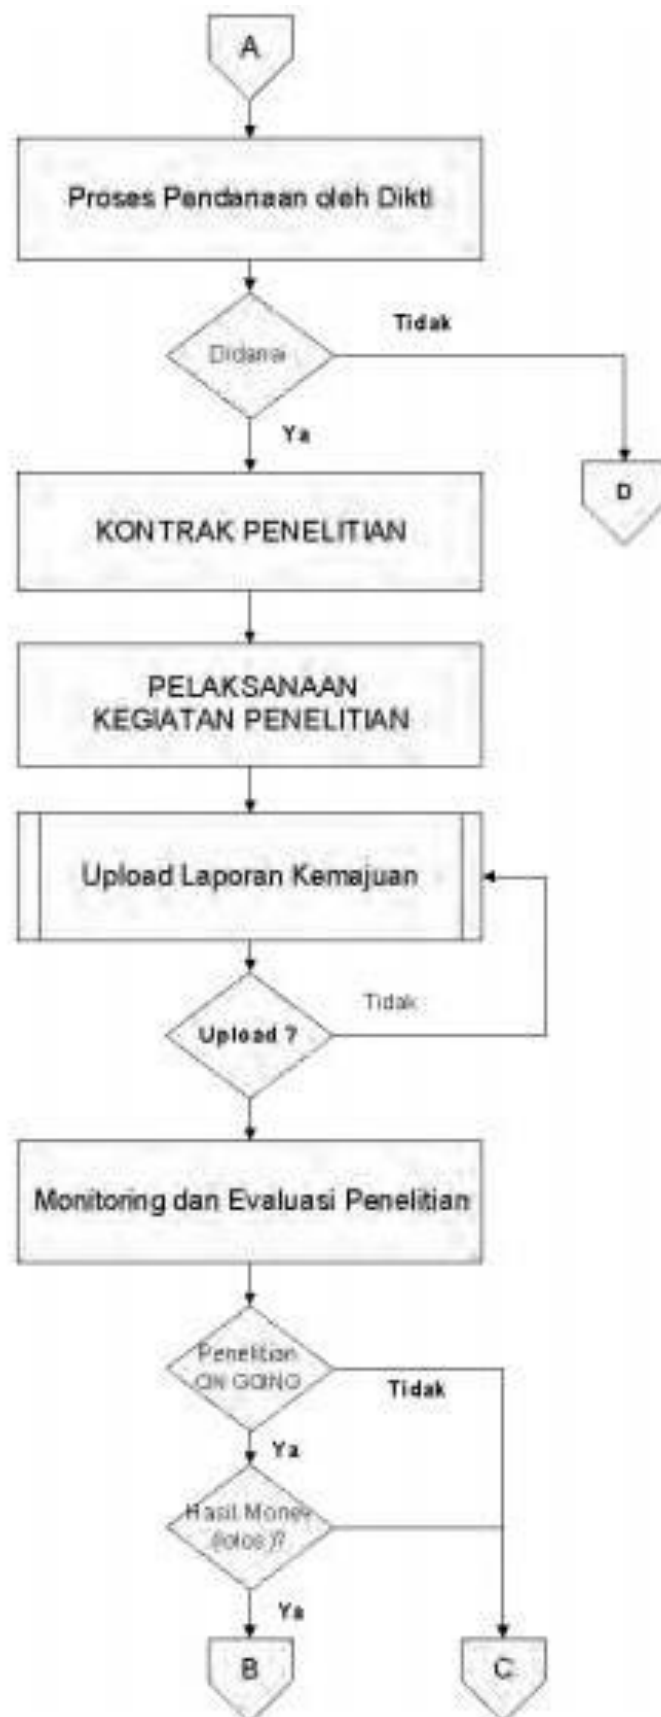 A
Proses Pendanaan oleh Dikti
Didanai
Tidak
Ya
D
KONTRAK PENELITIAN
PELAKSANAAN
KEGIATAN PENELITIAN
Upload Laporan Kemajuan
Upload ?
Tidak
Monitoring dan Evaluasi Penelitian
Penelitian
ON GOING
Tidak
Ya
Hasil Monev
(lolos)?
Ya
B
C